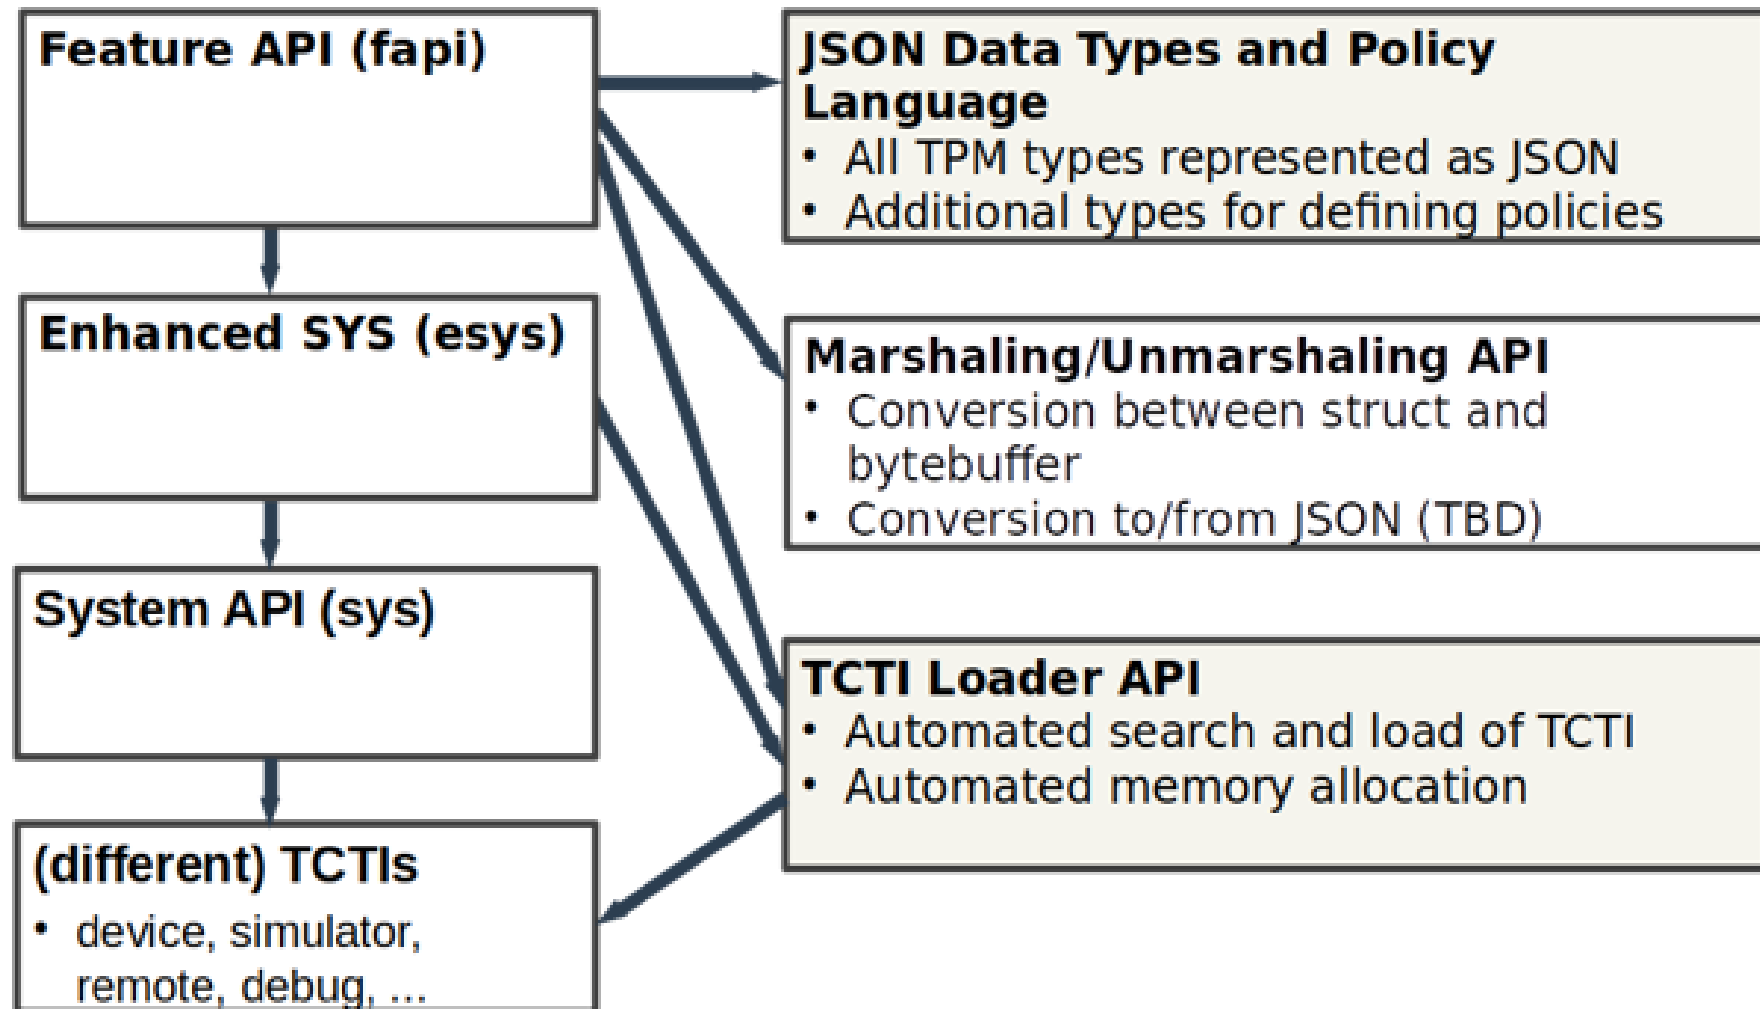 Feature API (fapi)
Enhanced SYS (esys)
System API (sys)
(different) TCTIs
• device, simulator,
remote, debug, ...
JSON Data Types and Policy
Language
• All TPM types represented as JSON
• Additional types for defining policies
Marshaling/Unmarshaling API
• Conversion between struct and
bytebuffer
• Conversion to/from JSON (TBD)
TCTI Loader API
• Automated search and load of TCTI
• Automated memory allocation